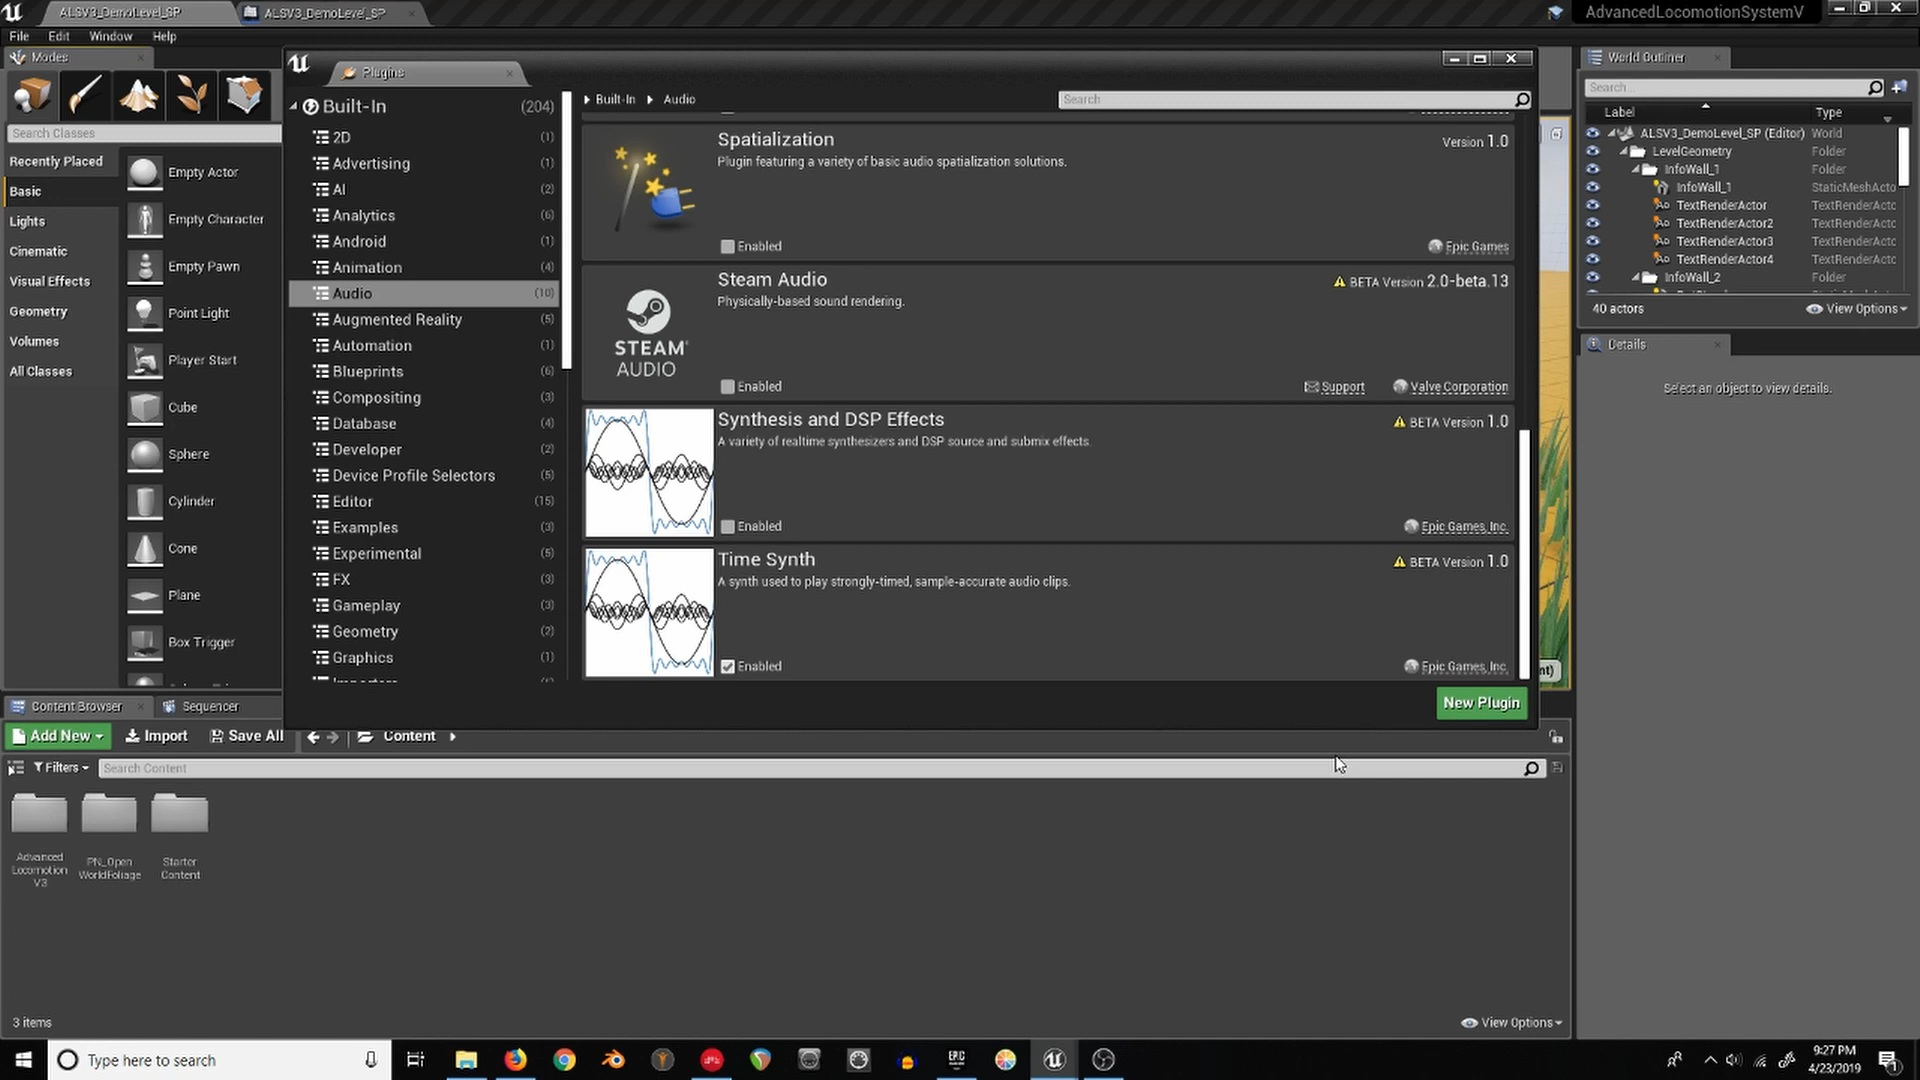 ALSV3_DemoLevel_SP
ALSV3_DemoLevel_SP
AdvancedLocomotionSystemV
File Edit Window Help
Modes
Search Classes
Recently Placed
Basic
Lights
Cinematic
Visual Effects
Geometry
Volumes
All Classes
Empty Actor
Empty Character
Empty Pawn
Point Light
Player Start
Cube
Sphere
Cylinder
Cone
Plane
Box Trigger
Plugins
Built-In (204)
2D (1)
Advertising (1)
AI (2)
Analytics (6)
Android (1)
Animation (4)
Audio (10)
Augmented Reality (5)
Automation (1)
Blueprints (6)
Compositing (3)
Database (4)
Developer (2)
Device Profile Selectors (5)
Editor (15)
Examples (3)
Experimental (5)
FX (3)
Gameplay (3)
Geometry (2)
Graphics (1)
Built-In Audio
Search
Spatialization
Version 1.0
Plugin featuring a variety of basic audio spatialization solutions.
Enabled
Epic Games
Steam Audio
BETA Version 2.0-beta.13
Physically-based sound rendering.
STEAM
AUDIO
Enabled
Support
Valve Corporation
Synthesis and DSP Effects
BETA Version 1.0
A variety of realtime synthesizers and DSP source and submix effects
Enabled
Epic Games, Inc.
Time Synth
BETA Version 1.0
A synth used to play strongly-timed, sample-accurate audio clips.
Enabled
Epic Games, Inc.
New Plugin
World Outliner
Search...
Label Type
ALSV3_DemoLevel_SP (Editor) World
LevelGeometry Folder
InfoWall_1 Folder
InfoWall_1 StaticMeshActo
TextRenderActor TextRenderActc
TextRenderActor2 TextRenderActc
TextRenderActor3 TextRenderActc
TextRenderActor4 TextRenderActc
InfoWall_2 Folder
40 actors
View Options
Details
Select an object to view details.
nt)
Content Browser
Sequencer
Add New
Import
Save All
Content
Filters
Search Content
Advanced
Locomotion
V3
PN_Open
WorldFoliage
Starter
Content
3 items
View Options
Type here to search
EPIC
9:27 PM
4/23/2019
1